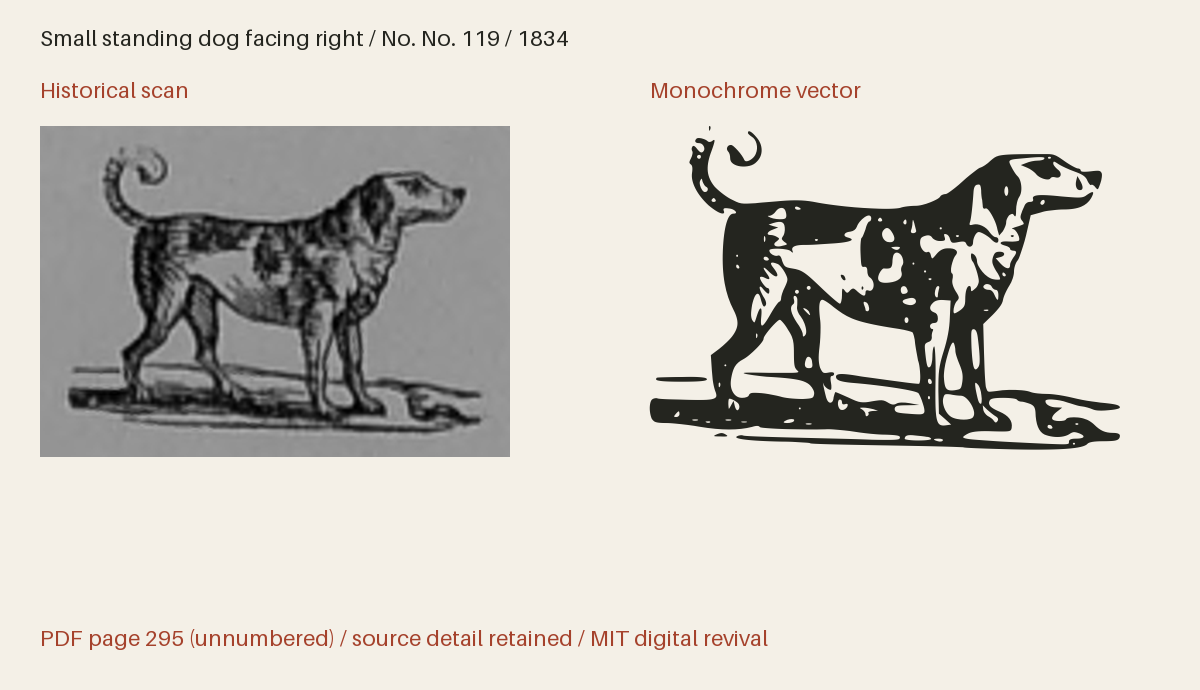 Small standing dog facing right / No. No. 119 / 1834
Historical scan
Monochrome vector
PDF page 295 (unnumbered) / source detail retained / MIT digital revival